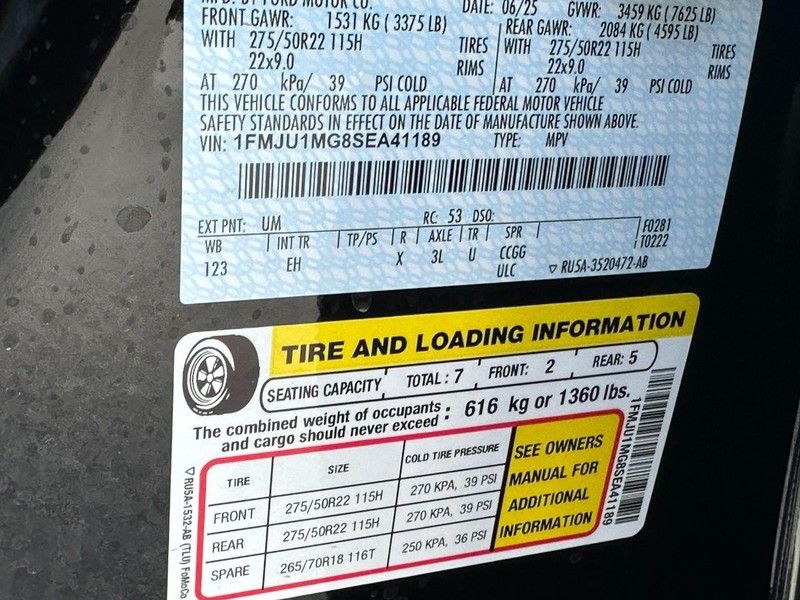 MFD. BY FORD MOTOR CO.
DATE: 06/25 GVWR: 3459 KG (7625 LB)
FRONT GAWR: 1531 KG (3375 LB) REAR GAWR: 2084 KG (4595 LB)
WITH 275/50R22 115H TIRES WITH 275/50R22 115H TIRES
22x9.0 RIMS 22x9.0 RIMS
AT 270 kPa/ 39 PSI COLD AT 270 kPa/ 39 PSI COLD
THIS VEHICLE CONFORMS TO ALL APPLICABLE FEDERAL MOTOR VEHICLE
SAFETY STANDARDS IN EFFECT ON THE DATE OF MANUFACTURE SHOWN ABOVE.
VIN: 1FMJU1MG8SEA41189 TYPE: MPV
EXT PNT: UM RC: 53 DSO:
WB INT TR TP/PS R AXLE TR SPR F0281
T0222
123 EH X 3L U CCGG
ULC ▽ RU5A-3520472-AB
TIRE AND LOADING INFORMATION
SEATING CAPACITY TOTAL : 7 FRONT: 2 REAR: 5
The combined weight of occupants
and cargo should never exceed : 616 kg or 1360 lbs.
TIRE SIZE COLD TIRE PRESSURE
FRONT 275/50R22 115H 270 KPA, 39 PSI
REAR 275/50R22 115H 270 KPA, 39 PSI
SPARE 265/70R18 116T 250 KPA, 36 PSI
SEE OWNERS
MANUAL FOR
ADDITIONAL
INFORMATION
1FMJU1MG8SEA41189
▽ RU5A-1532-AB (TLU) FoMoCo